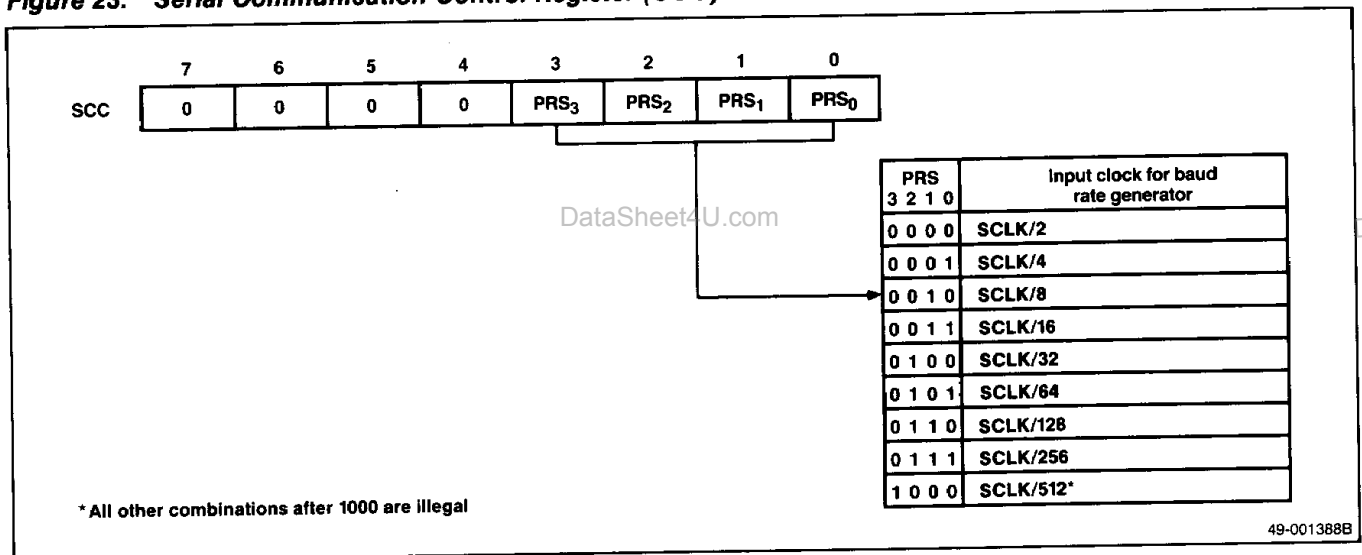 Figure 23. Serial Communication Control Register (SCC)
7 6 5 4 3 2 1 0
SCC 0 0 0 0 PRS3 PRS2 PRS1 PRS0
PRS
3 2 1 0
Input clock for baud
rate generator
DataSheet4U.com
0 0 0 0 SCLK/2
0 0 0 1 SCLK/4
0 0 1 0 SCLK/8
0 0 1 1 SCLK/16
0 1 0 0 SCLK/32
0 1 0 1 SCLK/64
0 1 1 0 SCLK/128
0 1 1 1 SCLK/256
1 0 0 0 SCLK/512*
*All other combinations after 1000 are illegal
49-001388B